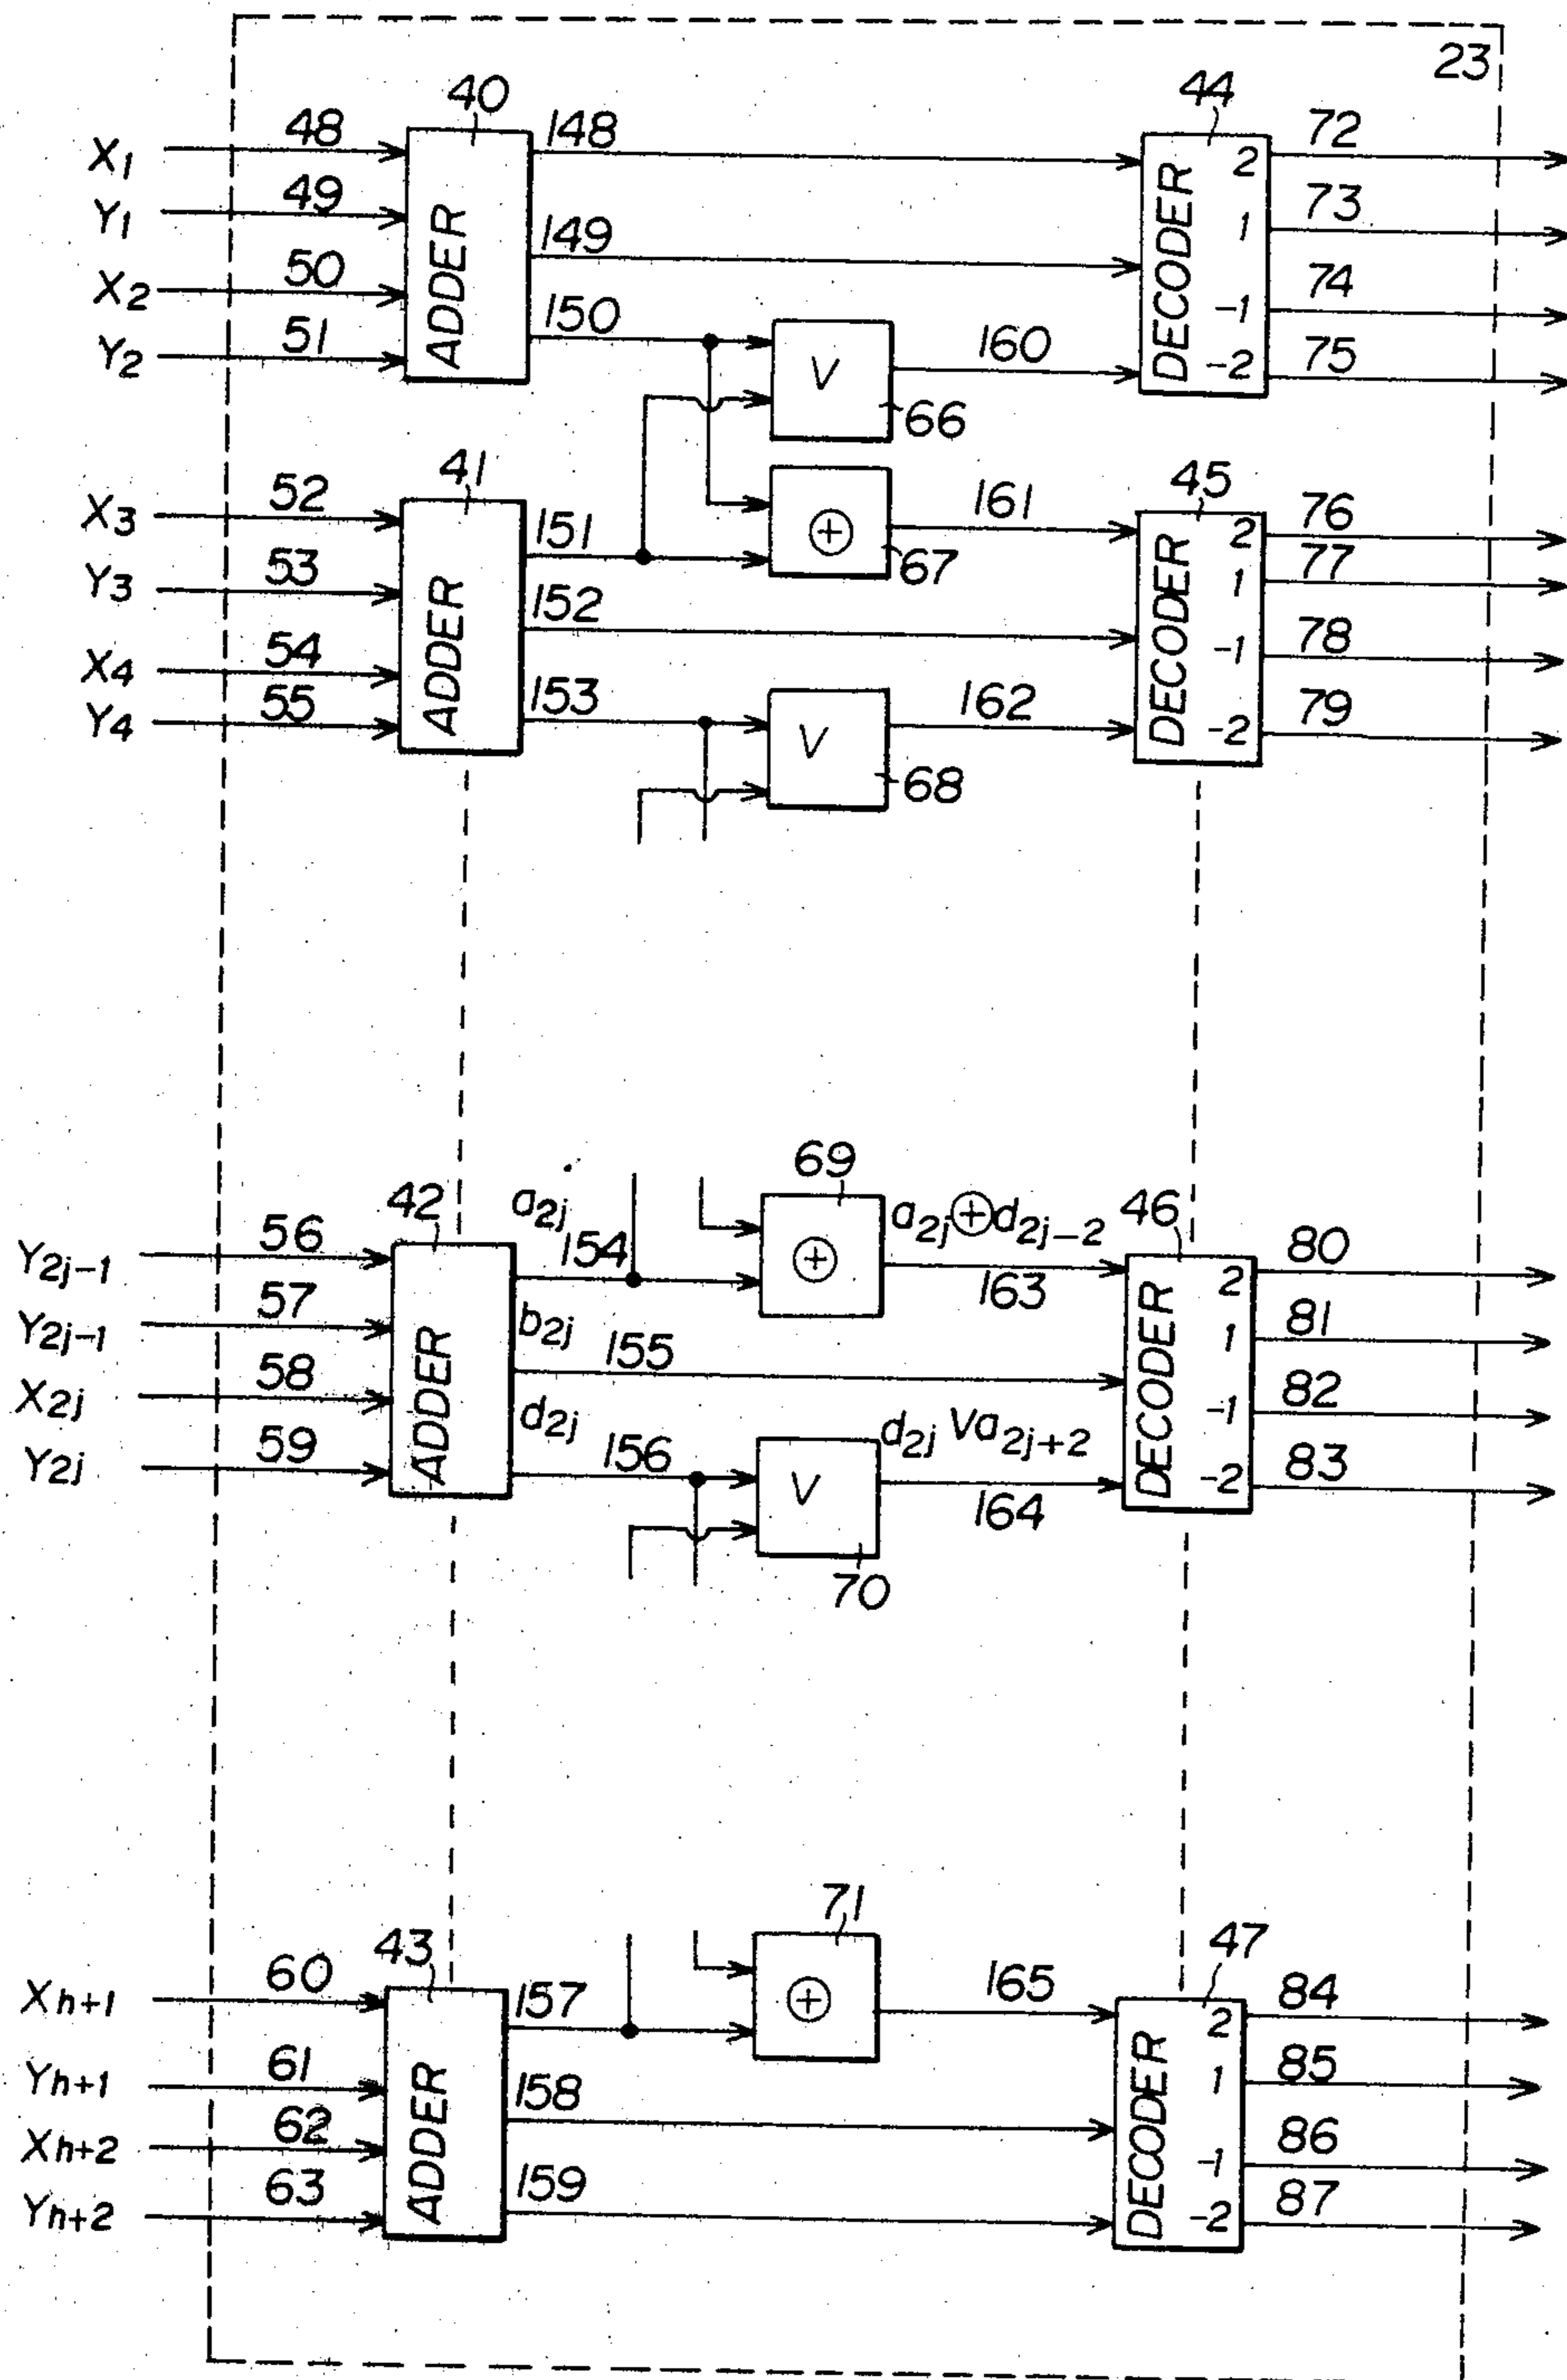 23
40
44
X1
48
148
2
72
Y1
49
149
1
73
X2
50
150
-1
74
Y2
51
V
160
-2
75
ADDER
DECODER
66
41
45
X3
52
151
⊕
161
2
76
67
Y3
53
152
1
77
X4
54
-1
78
Y4
55
153
V
162
-2
79
ADDER
DECODER
68
42
a2j
69
a2j⊕d2j-2
46
Y2j-1
56
154
⊕
163
2
80
Y2j-1
57
b2j
155
1
81
X2j
58
d2j
d2j Va2j+2
-1
82
Y2j
59
156
V
164
-2
83
ADDER
DECODER
70
43
71
47
Xh+1
60
157
⊕
165
2
84
Yh+1
61
158
1
85
Xh+2
62
-1
86
Yh+2
63
159
-2
87
ADDER
DECODER